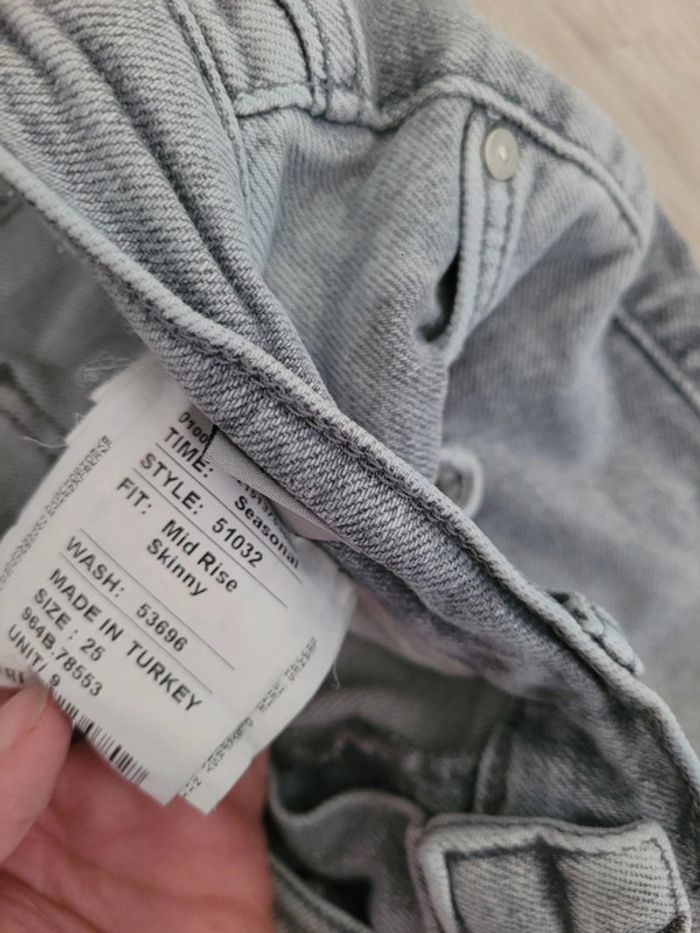 0100
TIME: Seasonal
STYLE: 51032
FIT: Mid Rise
Skinny
WASH: 53696
MADE IN TURKEY
SIZE : 25
964B.78553
UNIT/ 9